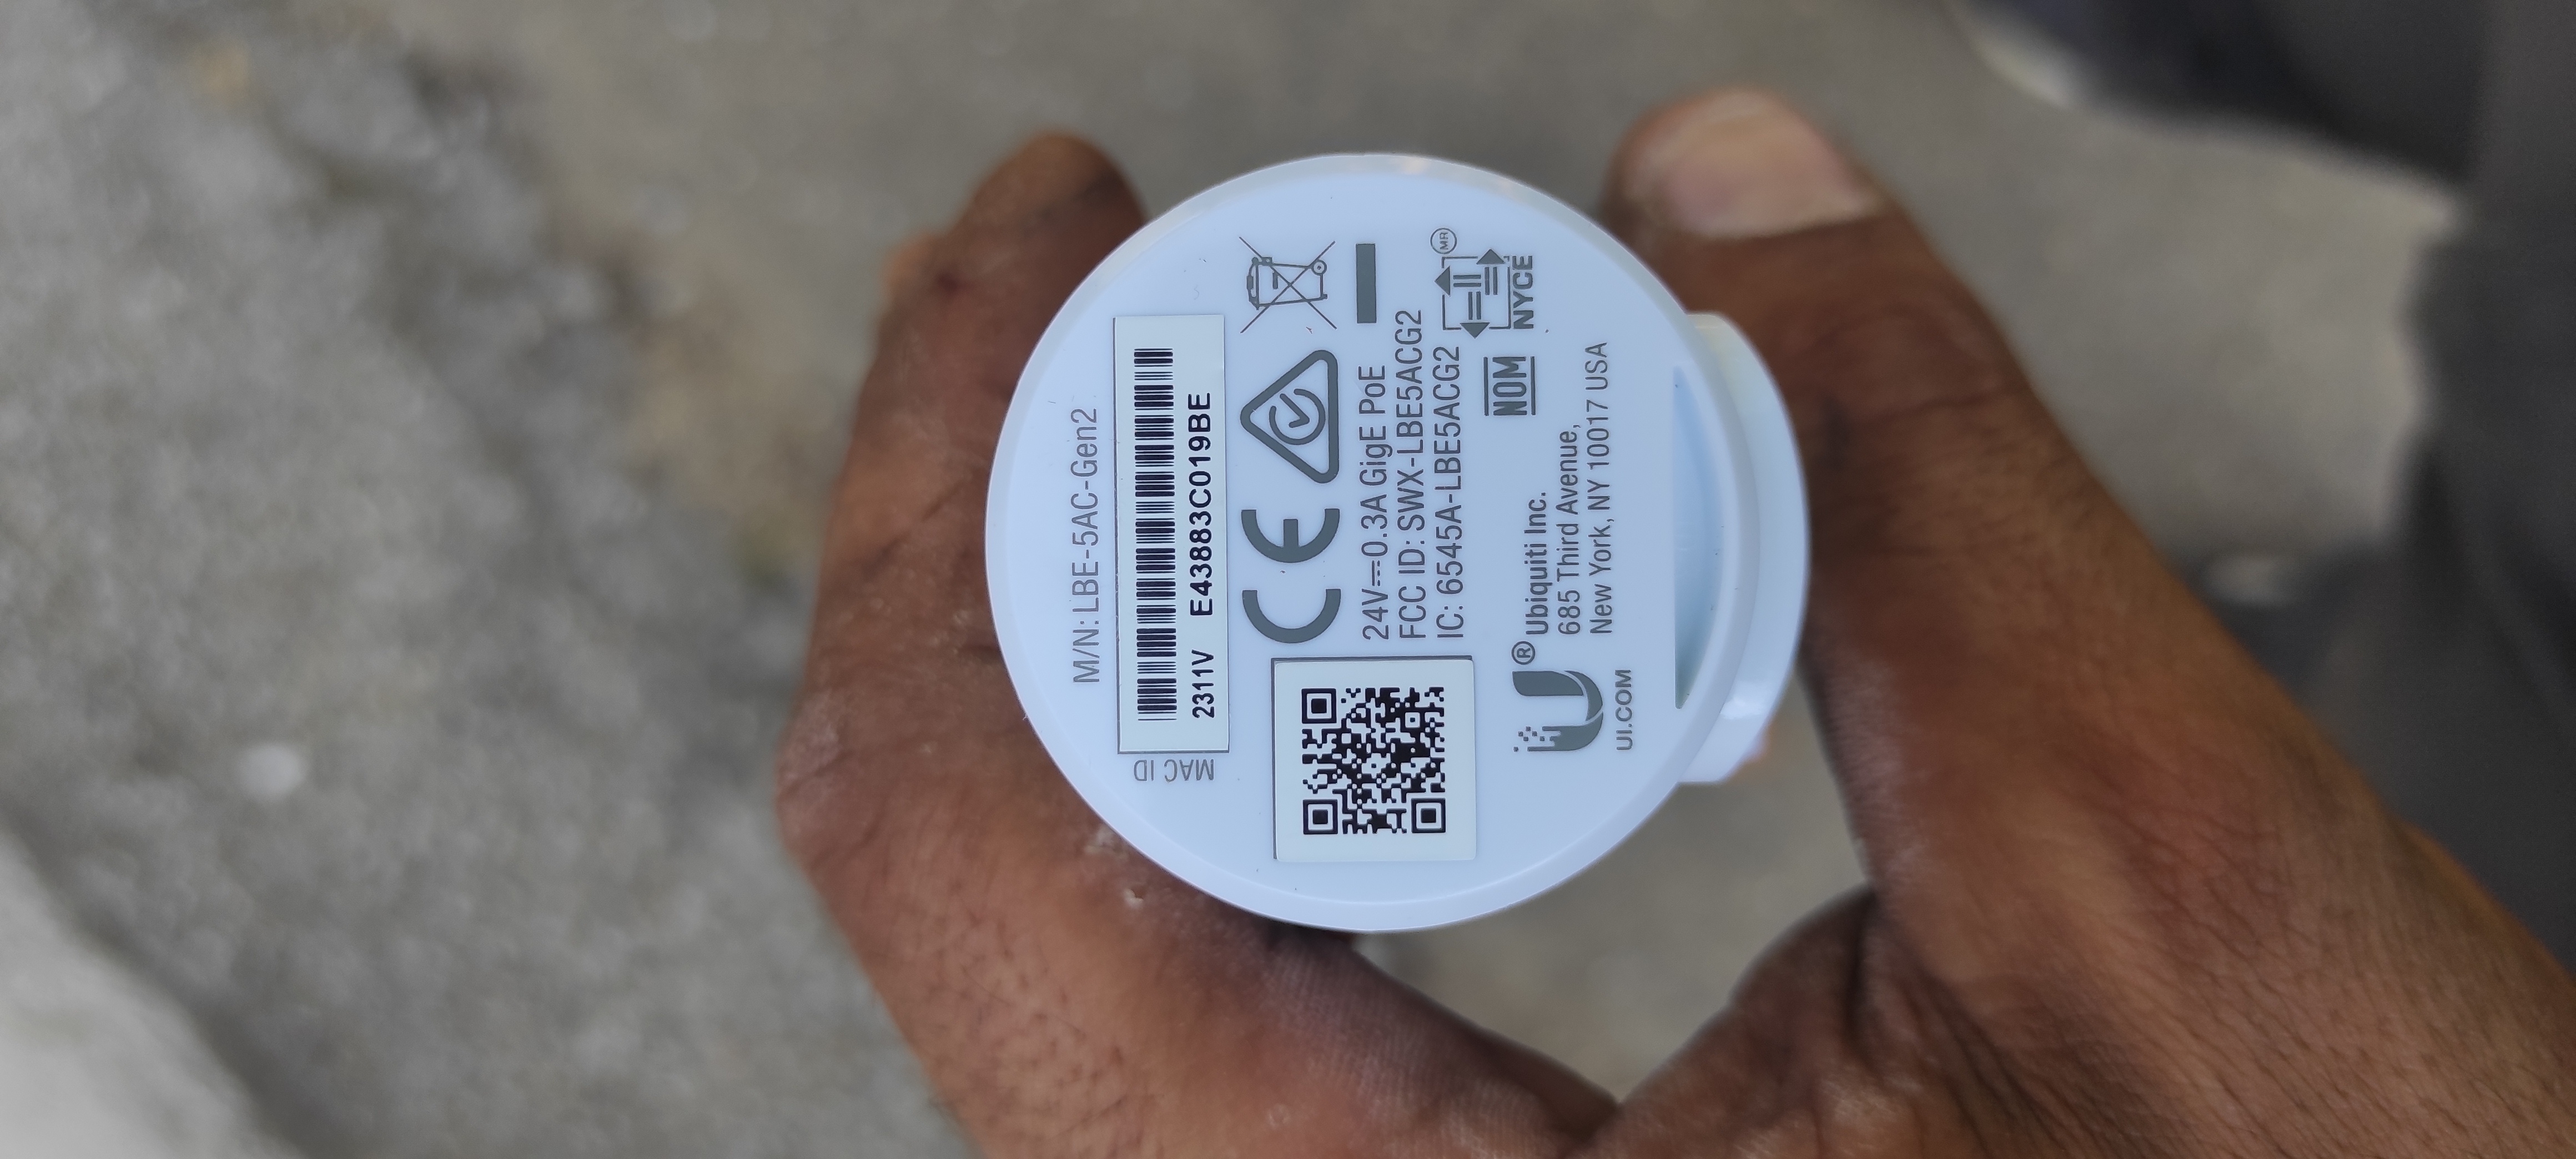 M/N: LBE-5AC-Gen2
MAC ID
2311V E43883C019BE
24V⎓0.3A GigE PoE
FCC ID: SWX-LBE5ACG2
IC: 6545A-LBE5ACG2
MR
NYCE
NOM
U®
UI.COM
Ubiquiti Inc.
685 Third Avenue,
New York, NY 10017 USA
CE